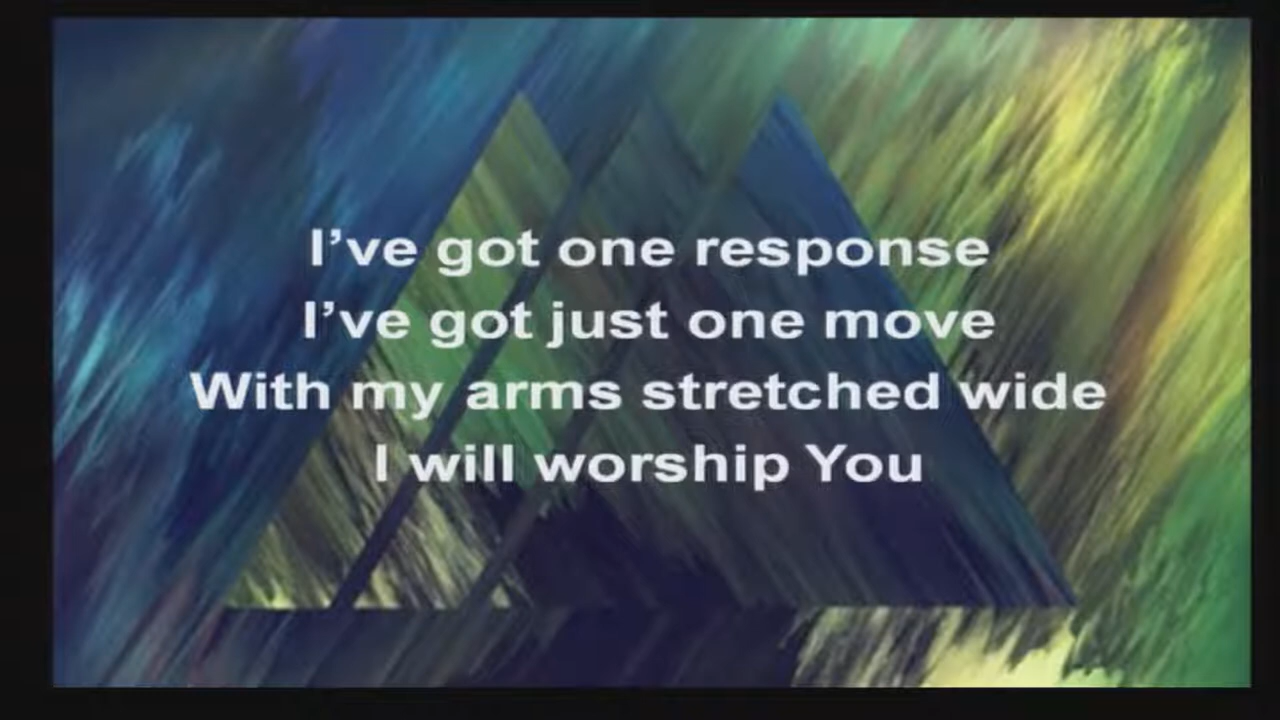 I’ve got one response
I’ve got just one move
With my arms stretched wide
I will worship You